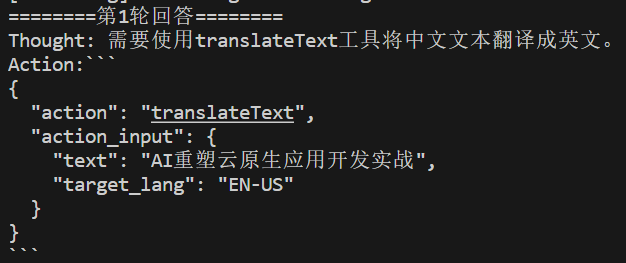 ========第1轮回答========
Thought: 需要使用translateText工具将中文文本翻译成英文。
Action:```
{
  "action": "translateText",
  "action_input": {
    "text": "AI重塑云原生应用开发实战",
    "target_lang": "EN-US"
  }
}
```